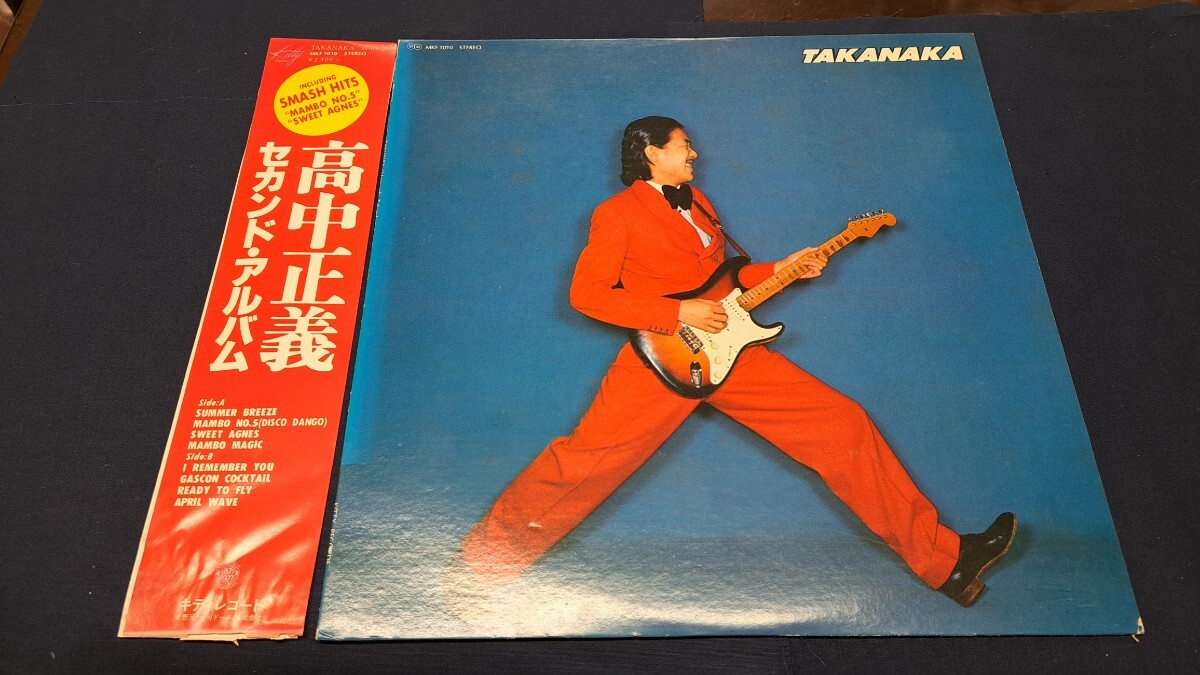 Kitty
TAKANAKA
MKF 1010 STEREO
INCLUDING
SMASH HITS
"MAMBO NO.5"
"SWEET AGNES"
高中正義
セカンド・アルバム
Side:A
SUMMER BREEZE
MAMBO NO.5(DISCO DANGO)
SWEET AGNES
MAMBO MAGIC
Side:B
I REMEMBER YOU
GASCON COCKTAIL
READY TO FLY
APRIL WAVE
キティレコード
MKF 1010 STEREO
TAKANAKA